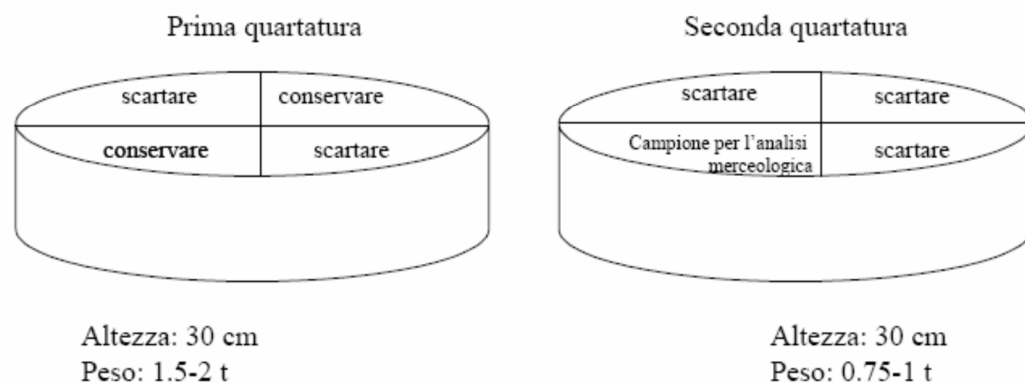 Prima quartatura
scartare
conservare
conservare
scartare
Altezza: 30 cm
Peso: 1.5-2 t
Seconda quartatura
scartare
scartare
Campione per l'analisi
merceologica
scartare
Altezza: 30 cm
Peso: 0.75-1 t